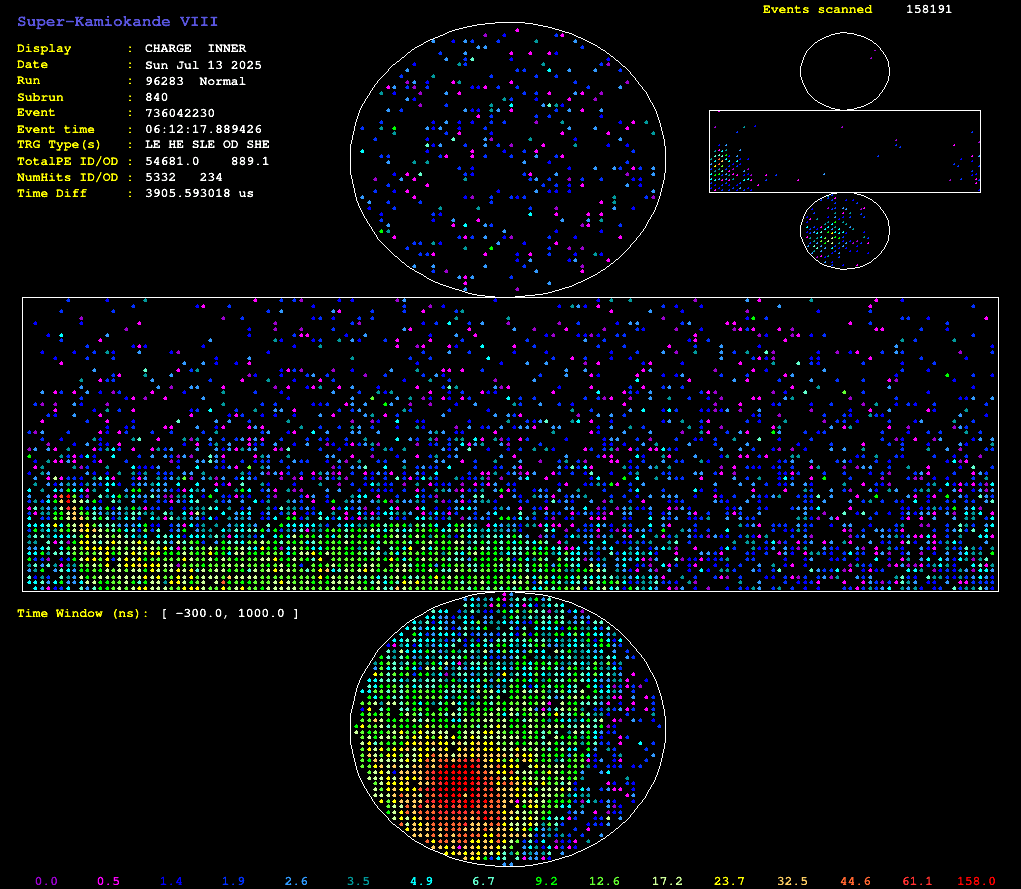 Super-Kamiokande VIII
Events scanned 158191
Display : CHARGE INNER
Date : Sun Jul 13 2025
Run : 96283 Normal
Subrun : 840
Event : 736042230
Event time : 06:12:17.889426
TRG Type(s) : LE HE SLE OD SHE
TotalPE ID/OD : 54681.0 889.1
NumHits ID/OD : 5332 234
Time Diff : 3905.593018 us
Time Window (ns): [ -300.0, 1000.0 ]
0.0 0.5 1.4 1.9 2.6 3.5 4.9 6.7 9.2 12.6 17.2 23.7 32.5 44.6 61.1 158.0